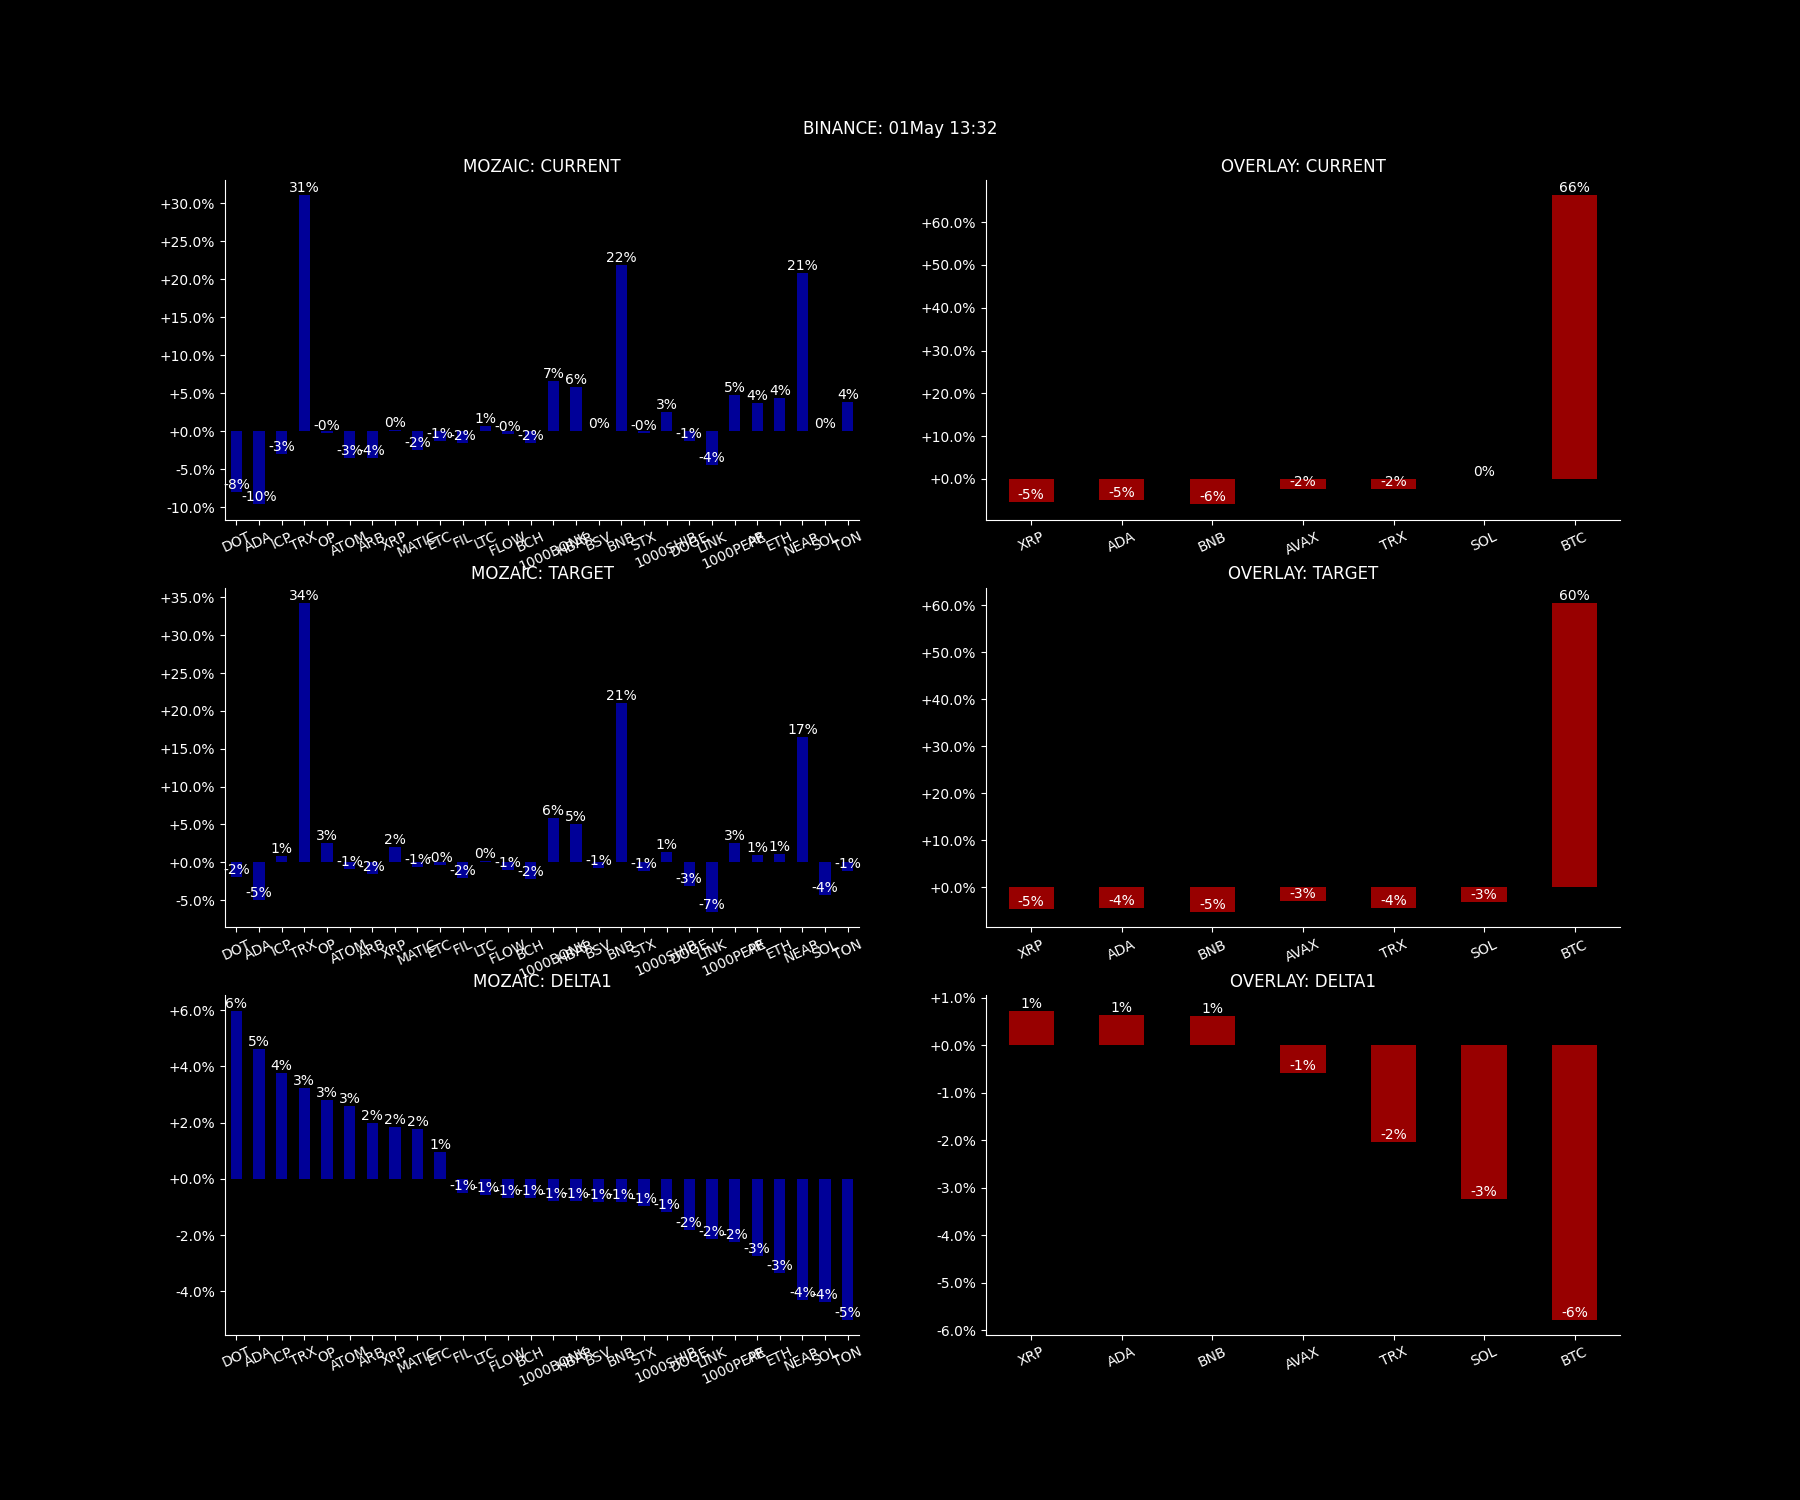 BINANCE: 01May 13:32
MOZAIC: CURRENT
+30.0%
+25.0%
+20.0%
+15.0%
+10.0%
+5.0%
+0.0%
-5.0%
-10.0%
-8% -10% -3% 31% -0% -3% -4% 0% -2% -1% -2% 1% -0% -2% 7% 6% 0% 22% -0% 3% -1% -4% 5% 4% 4% 21% 0% 4%
DOT ADA ICP TRX OP ATOM ARB XRP MATIC ETC FIL LTC FLOW BCH 1000BONK BSV BNB STX 1000SHIB DOGE LINK 1000PEPE ETH NEAR SOL TON
OVERLAY: CURRENT
+60.0%
+50.0%
+40.0%
+30.0%
+20.0%
+10.0%
+0.0%
-5% -5% -6% -2% -2% 0% 66%
XRP ADA BNB AVAX TRX SOL BTC
MOZAIC: TARGET
+35.0%
+30.0%
+25.0%
+20.0%
+15.0%
+10.0%
+5.0%
+0.0%
-5.0%
-2% -5% 1% 34% 3% -1% -2% 2% -1% -0% -2% 0% -1% -2% 6% 5% -1% 21% -1% 1% -3% -7% 3% 1% 1% 17% -4% -1%
DOT ADA ICP TRX OP ATOM ARB XRP MATIC ETC FIL LTC FLOW BCH 1000BONK BSV BNB STX 1000SHIB DOGE LINK 1000PEPE ETH NEAR SOL TON
OVERLAY: TARGET
+60.0%
+50.0%
+40.0%
+30.0%
+20.0%
+10.0%
+0.0%
-5% -4% -5% -3% -4% -3% 60%
XRP ADA BNB AVAX TRX SOL BTC
MOZAIC: DELTA1
+6.0%
+4.0%
+2.0%
+0.0%
-2.0%
-4.0%
6% 5% 4% 3% 3% 3% 2% 2% 2% 1% -1% -1% -1% -1% -1% -1% -1% -1% -1% -1% -2% -2% -2% -3% -3% -4% -4% -5%
DOT ADA ICP TRX OP ATOM ARB XRP MATIC ETC FIL LTC FLOW BCH 1000BONK BSV BNB STX 1000SHIB DOGE LINK 1000PEPE ETH NEAR SOL TON
OVERLAY: DELTA1
+1.0%
+0.0%
-1.0%
-2.0%
-3.0%
-4.0%
-5.0%
-6.0%
1% 1% 1% -1% -2% -3% -6%
XRP ADA BNB AVAX TRX SOL BTC